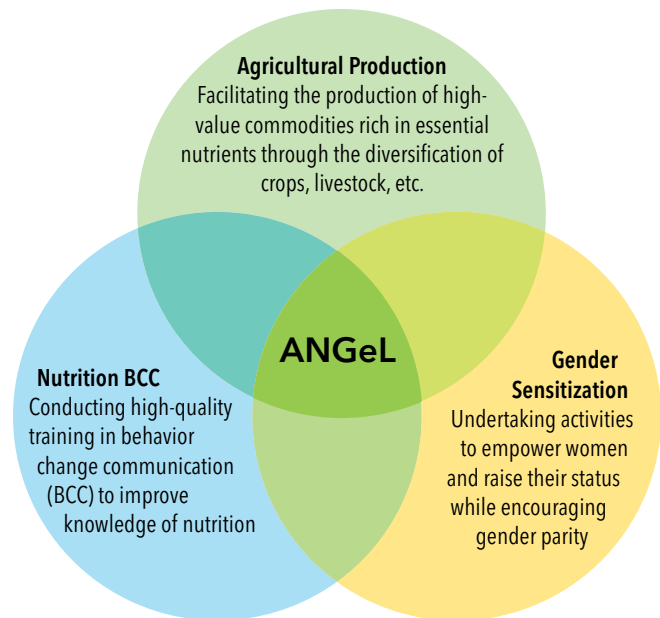 Agricultural Production
Facilitating the production of high-
value commodities rich in essential
nutrients through the diversification of
crops, livestock, etc.
ANGeL
Nutrition BCC
Conducting high-quality
training in behavior
change communication
(BCC) to improve
knowledge of nutrition
Gender
Sensitization
Undertaking activities
to empower women
and raise their status
while encouraging
gender parity